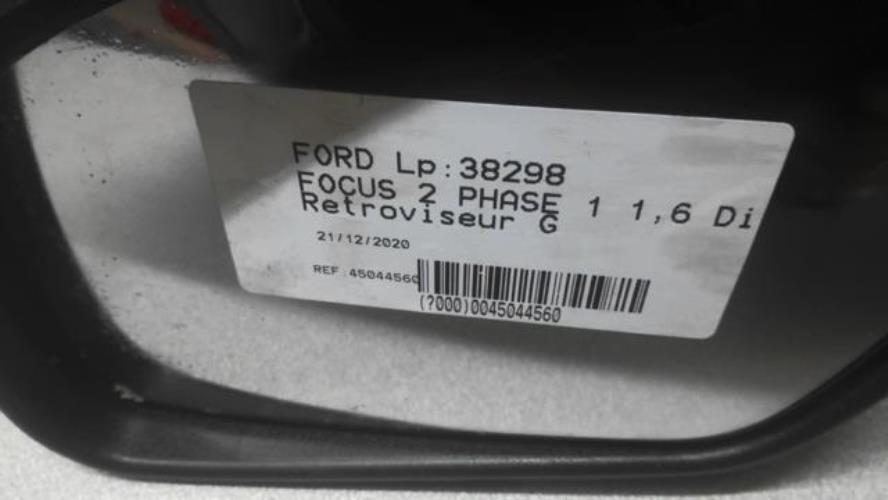 FORD Lp:38298
FOCUS 2 PHASE 1 1,6 Di
Retroviseur G
21/12/2020
REF:45044560
(?000)0045044560